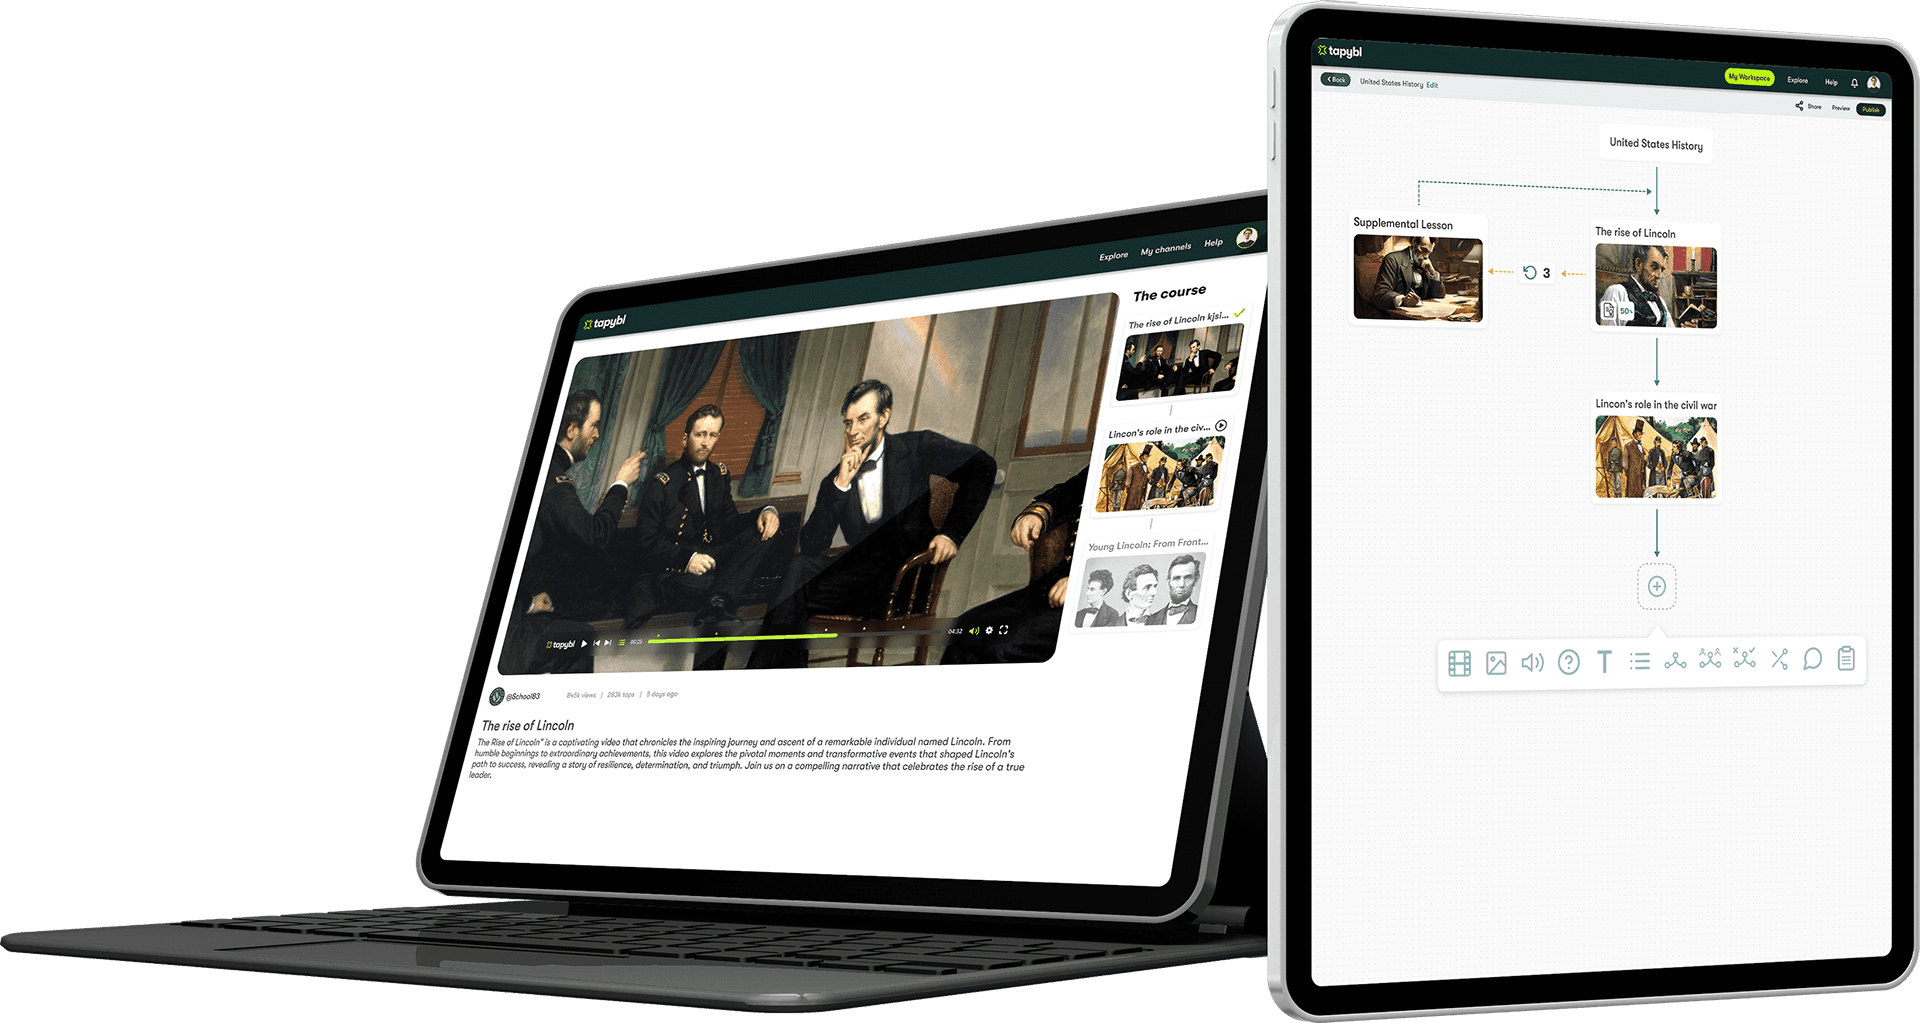 tapybl
Explore
My channels
Help
The course
The rise of Lincoln kjsi...
Lincon's role in the civ...
Young Lincoln: From Front...
tapybl
00:25
04:32
@School83
845k views | 283k taps | 5 days ago
The rise of Lincoln
The Rise of Lincoln" is a captivating video that chronicles the inspiring journey and ascent of a remarkable individual named Lincoln. From
humble beginnings to extraordinary achievements, this video explores the pivotal moments and transformative events that shaped Lincoln's
path to success, revealing a story of resilience, determination, and triumph. Join us on a compelling narrative that celebrates the rise of a true
leader.
tapybl
My Workspace
Explore
Help
Back
United States History Edit
Share
Preview
Publish
United States History
Supplemental Lesson
The rise of Lincoln
3
50%
Lincon's role in the civil war
T